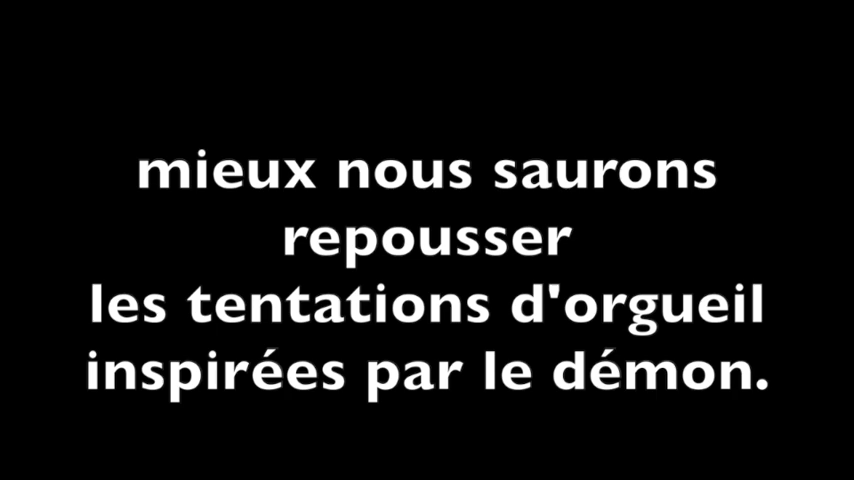 mieux nous saurons
repousser
les tentations d'orgueil
inspirées par le démon.